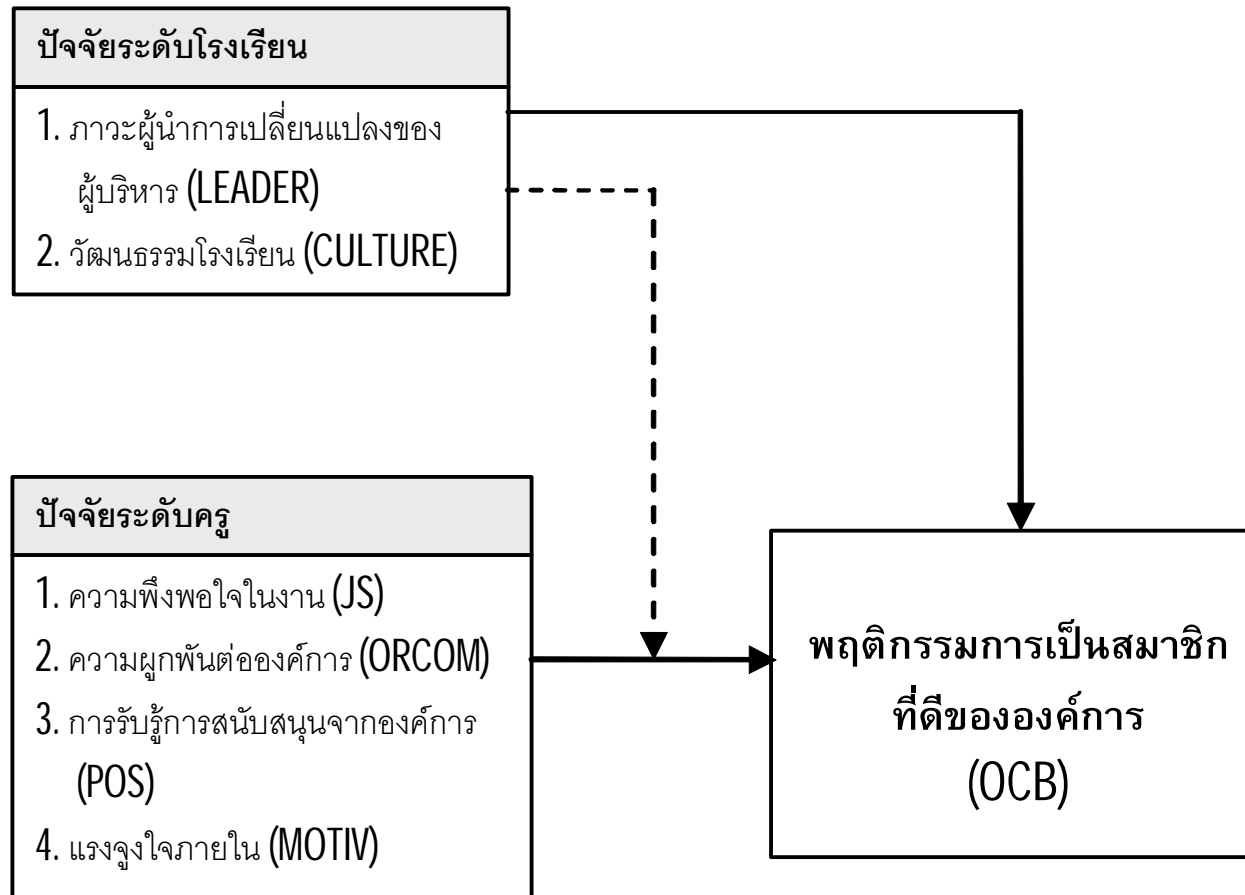 ปัจจัยระดับโรงเรียน
1. ภาวะผู้นำการเปลี่ยนแปลงของ
ผู้บริหาร (LEADER)
2. วัฒนธรรมโรงเรียน (CULTURE)
ปัจจัยระดับครู
1. ความพึงพอใจในงาน (JS)
2. ความผูกพันต่อองค์การ (ORCOM)
3. การรับรู้การสนับสนุนจากองค์การ
(POS)
4. แรงจูงใจภายใน (MOTIV)
พฤติกรรมการเป็นสมาชิก
ที่ดีขององค์การ
(OCB)